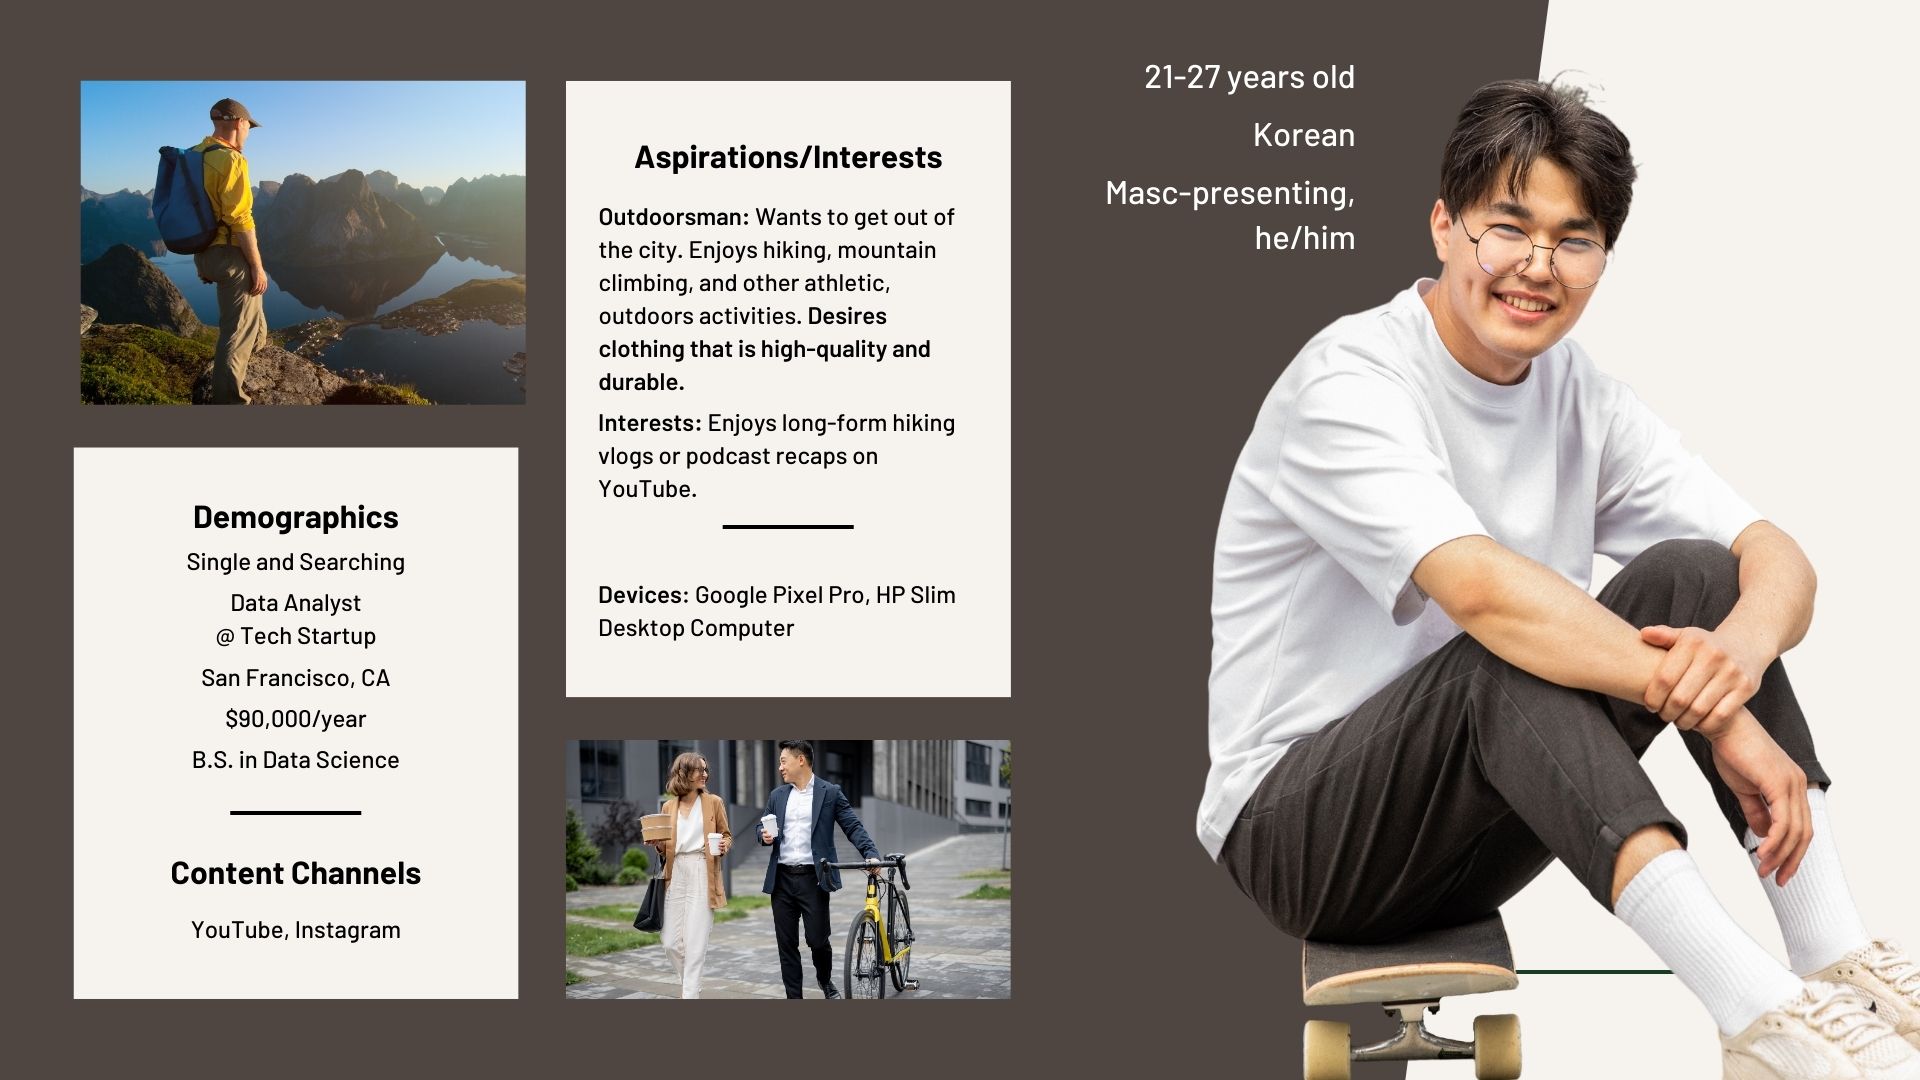 21-27 years old
Korean
Masc-presenting,
he/him
Aspirations/Interests
Outdoorsman: Wants to get out of
the city. Enjoys hiking, mountain
climbing, and other athletic,
outdoors activities. Desires
clothing that is high-quality and
durable.
Interests: Enjoys long-form hiking
vlogs or podcast recaps on
YouTube.
Devices: Google Pixel Pro, HP Slim
Desktop Computer
Demographics
Single and Searching
Data Analyst
@ Tech Startup
San Francisco, CA
$90,000/year
B.S. in Data Science
Content Channels
YouTube, Instagram